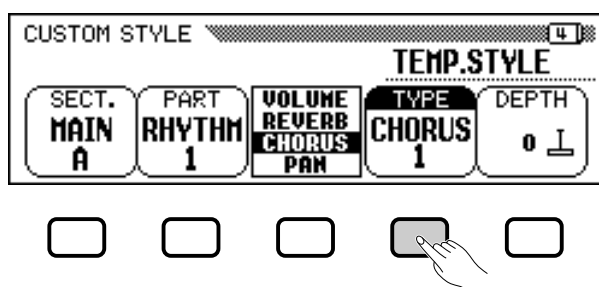 CUSTOM STYLE
4
TEMP.STYLE
SECT.
MAIN
A
PART
RHYTHM
1
VOLUME
REVERB
CHORUS
PAN
TYPE
CHORUS
1
DEPTH
0